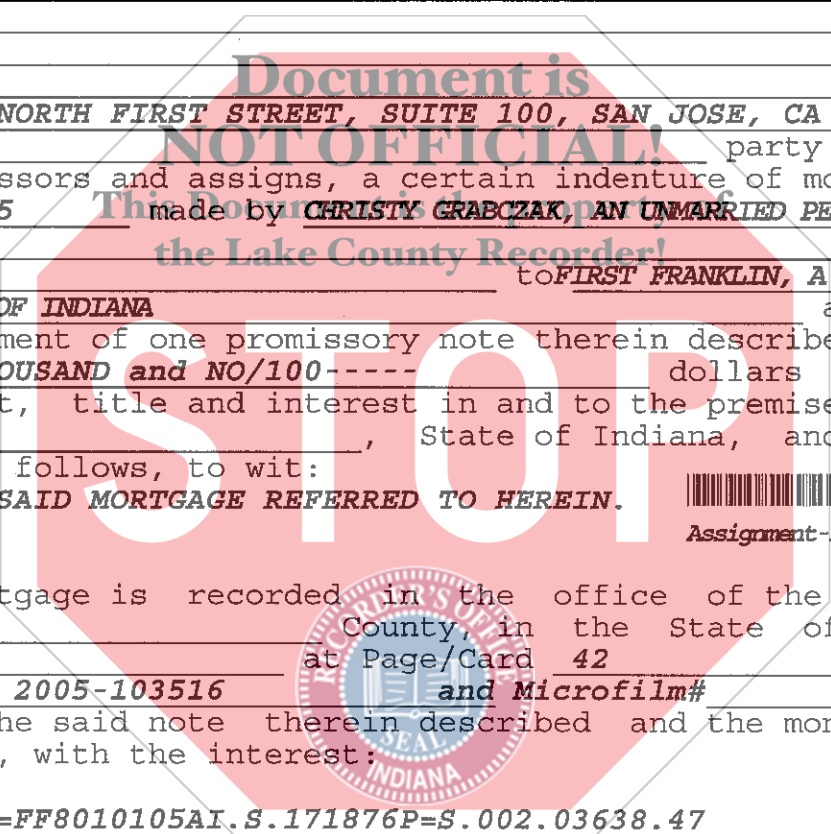 Document is
NORTH FIRST STREET, SUITE 100, SAN JOSE, CA
NOT OFFICIAL!
party
ssors and assigns, a certain indenture of mo
5 made by CHRISTY GRABCZAK, AN UNMARRIED PE
This Document is the property of
the Lake County Recorder!
to FIRST FRANKLIN, A
OF INDIANA a
ment of one promissory note therein describe
OUSAND and NO/100----- dollars
t, title and interest in and to the premise
, State of Indiana, and
follows, to wit:
SAID MORTGAGE REFERRED TO HEREIN.
Assignment-
STOP
tgage is recorded in the office of the
County, in the State of
at Page/Card 42
2005-103516 and Microfilm#
he said note therein described and the mor
, with the interest:
RECORDER'S OFFICE
SEAL
INDIANA
=FF8010105AI.S.171876P=S.002.03638.47